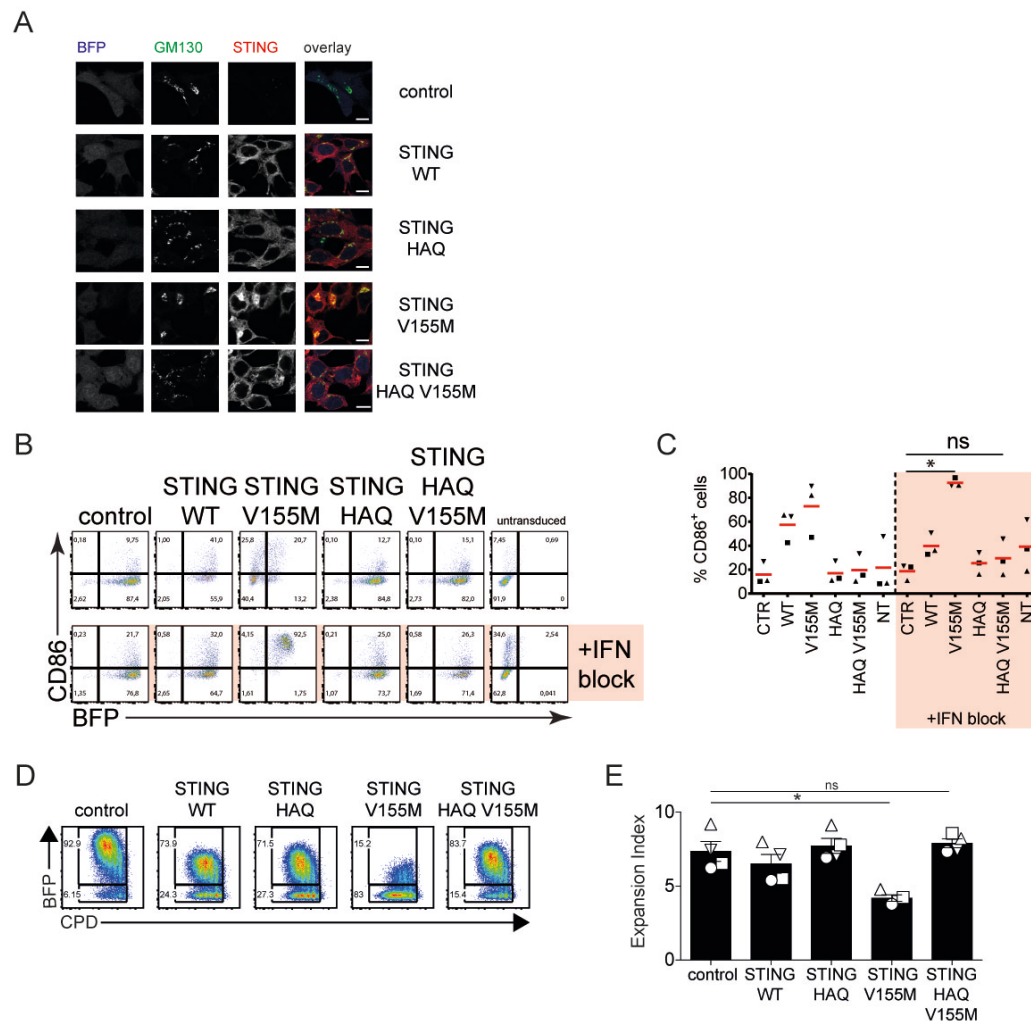 A
BFP GM130 STING overlay
control
STING
WT
STING
HAQ
STING
V155M
STING
HAQ V155M
B
control
STING
WT
STING
V155M
STING
HAQ
STING
HAQ
V155M
untransduced
0,18 9,75 1,00 41,0 25,8 20,7 0,10 12,7 0,10 15,1 7,45 0,69
2,62 87,4 2,05 55,9 40,4 13,2 2,38 84,8 2,73 82,0 91,9 0
0,23 21,7 0,58 32,0 4,15 92,5 0,21 25,0 0,58 26,3 34,6 2,54
1,35 76,8 2,65 64,7 1,61 1,75 1,07 73,7 1,69 71,4 62,8 0,041
CD86
BFP
+IFN
block
C
ns
*
% CD86+ cells
100
80
60
40
20
0
CTR WT V155M HAQ HAQ V155M NT CTR WT V155M HAQ HAQ V155M NT
+IFN block
D
control
STING
WT
STING
HAQ
STING
V155M
STING
HAQ V155M
92.9 73.9 71.5 15.2 83.7
6.15 24.3 27.3 83 15.4
BFP
CPD
E
ns
*
Expansion Index
10
5
0
control
STING
WT
STING
HAQ
STING
V155M
STING
HAQ
V155M